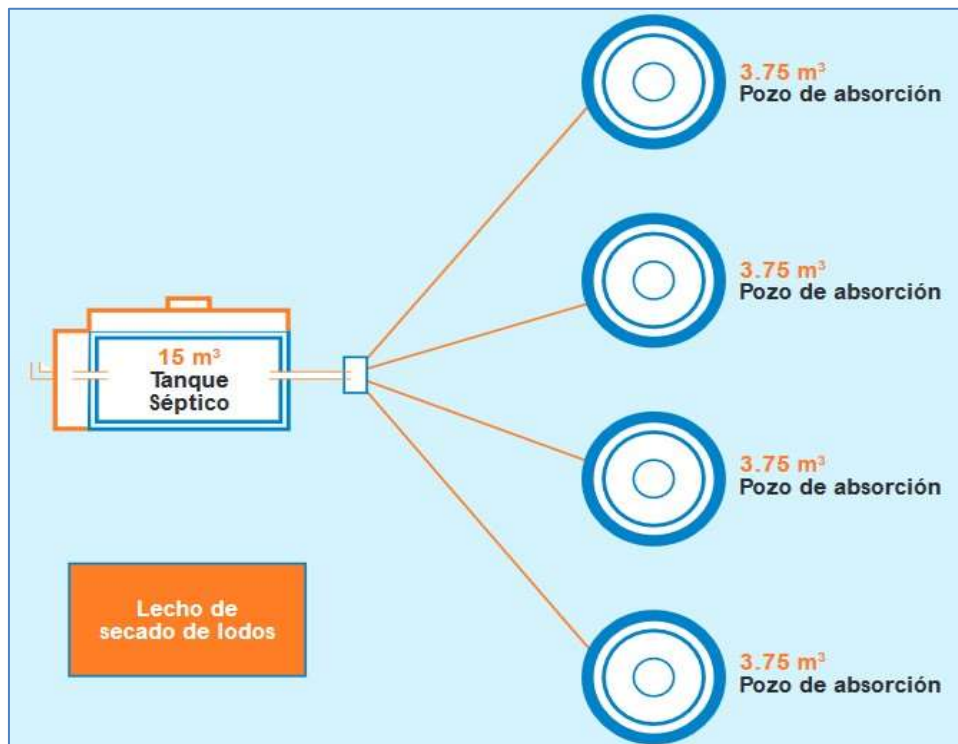 3.75 m³
Pozo de absorción
3.75 m³
Pozo de absorción
15 m³
Tanque
Séptico
3.75 m³
Pozo de absorción
Lecho de
secado de lodos
3.75 m³
Pozo de absorción